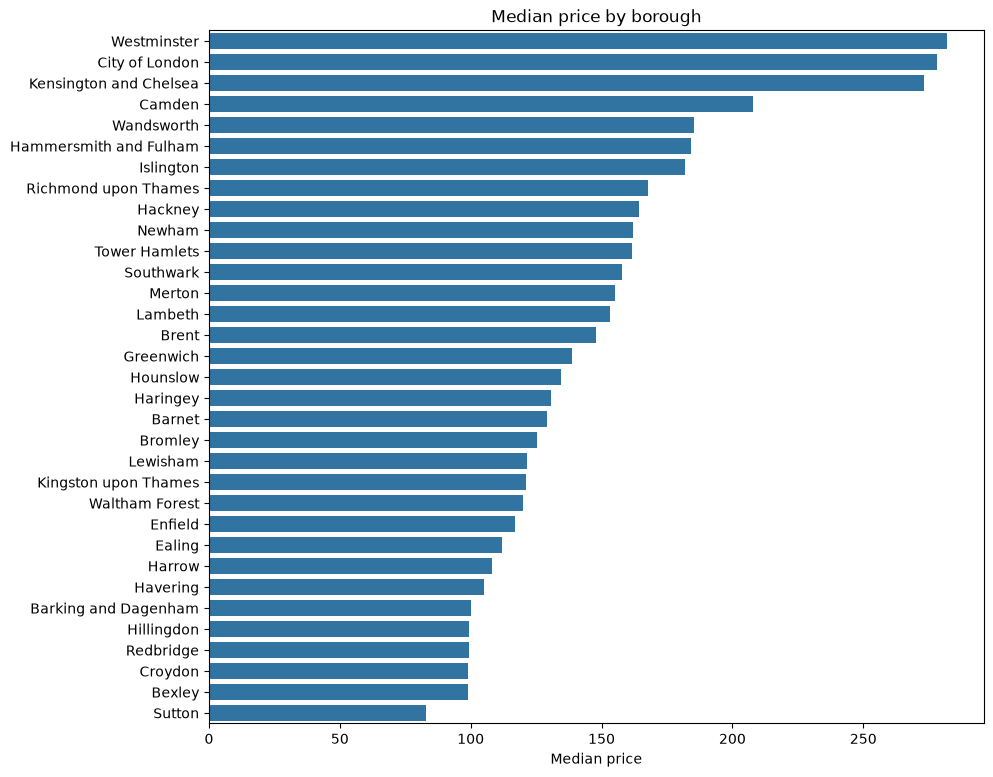 Median price by borough
Westminster
City of London
Kensington and Chelsea
Camden
Wandsworth
Hammersmith and Fulham
Islington
Richmond upon Thames
Hackney
Newham
Tower Hamlets
Southwark
Merton
Lambeth
Brent
Greenwich
Hounslow
Haringey
Barnet
Bromley
Lewisham
Kingston upon Thames
Waltham Forest
Enfield
Ealing
Harrow
Havering
Barking and Dagenham
Hillingdon
Redbridge
Croydon
Bexley
Sutton
0 50 100 150 200 250
Median price